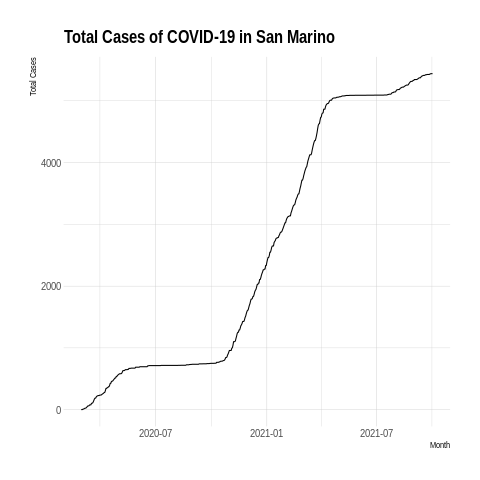 Total Cases of COVID-19 in San Marino
Total Cases
4000
2000
0
2020-07
2021-01
2021-07
Month